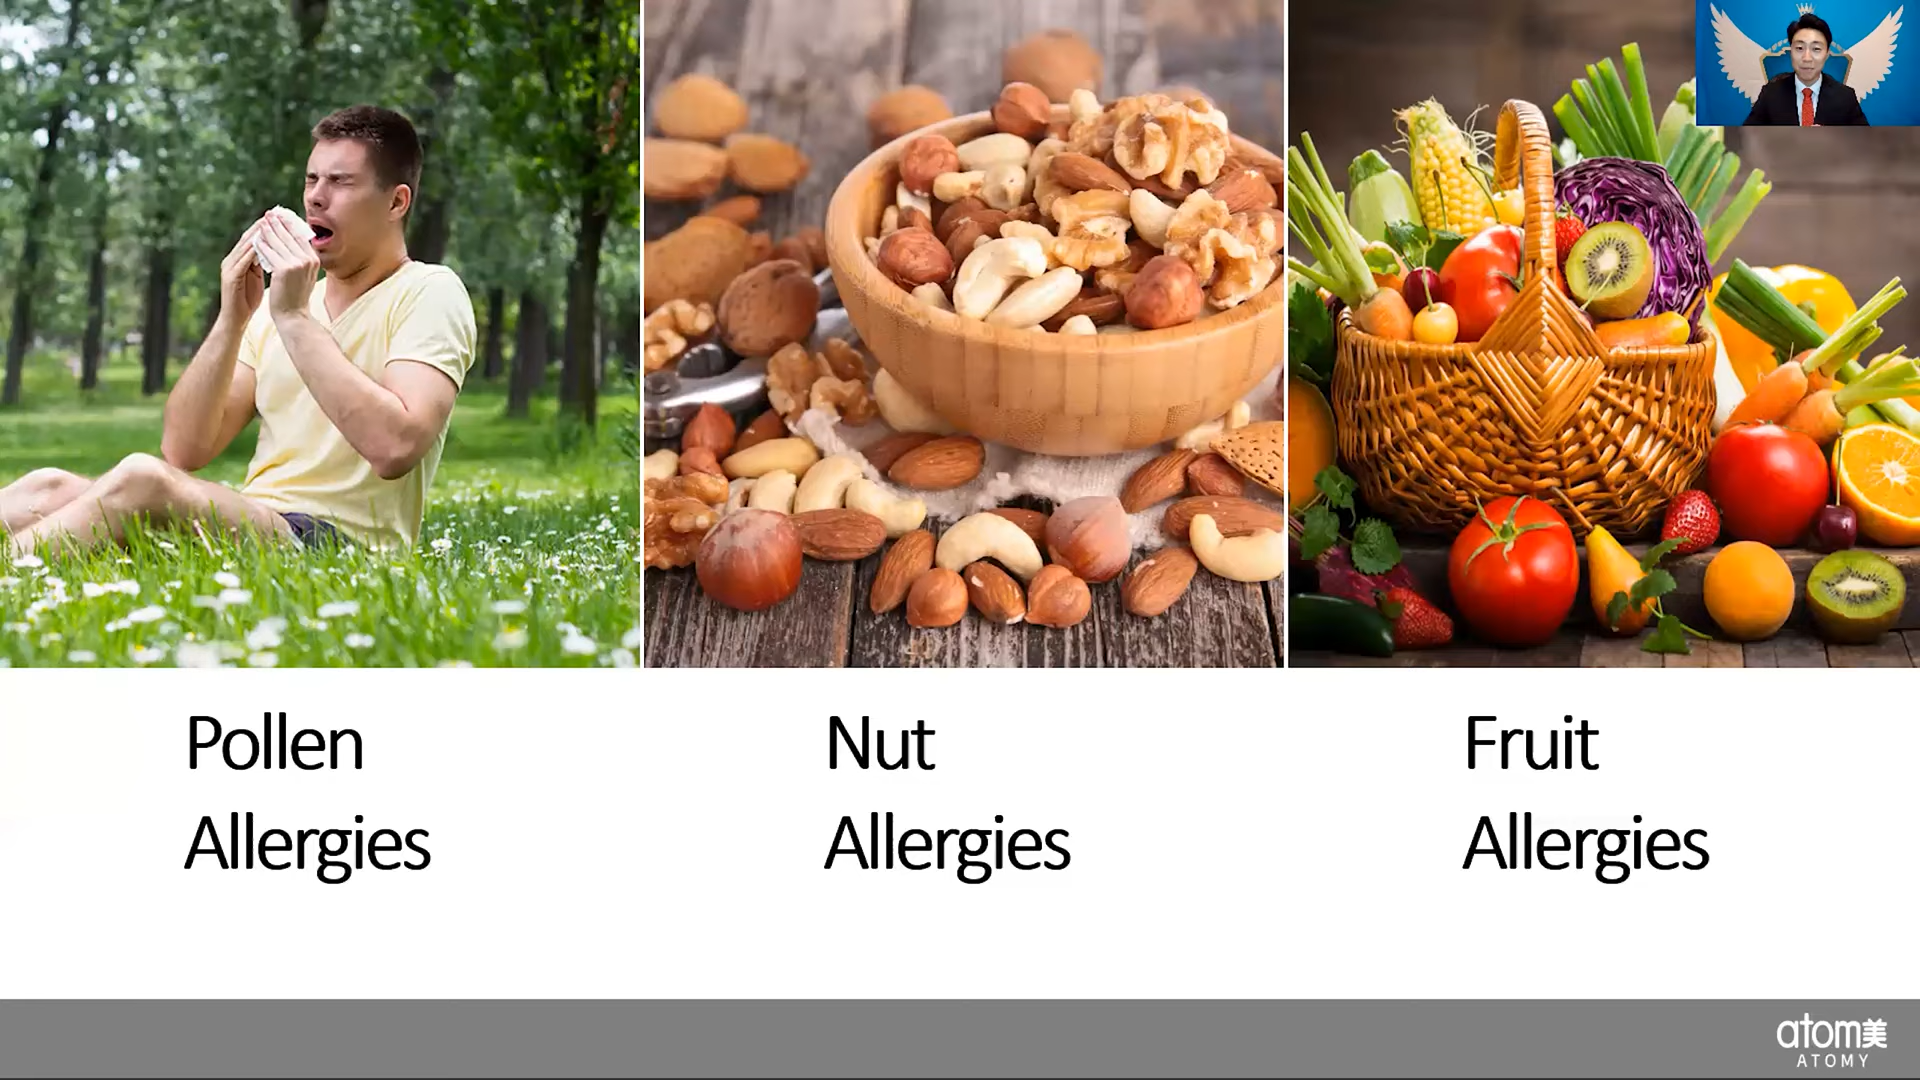 Pollen
Allergies
Nut
Allergies
Fruit
Allergies
atom美
ATOMY